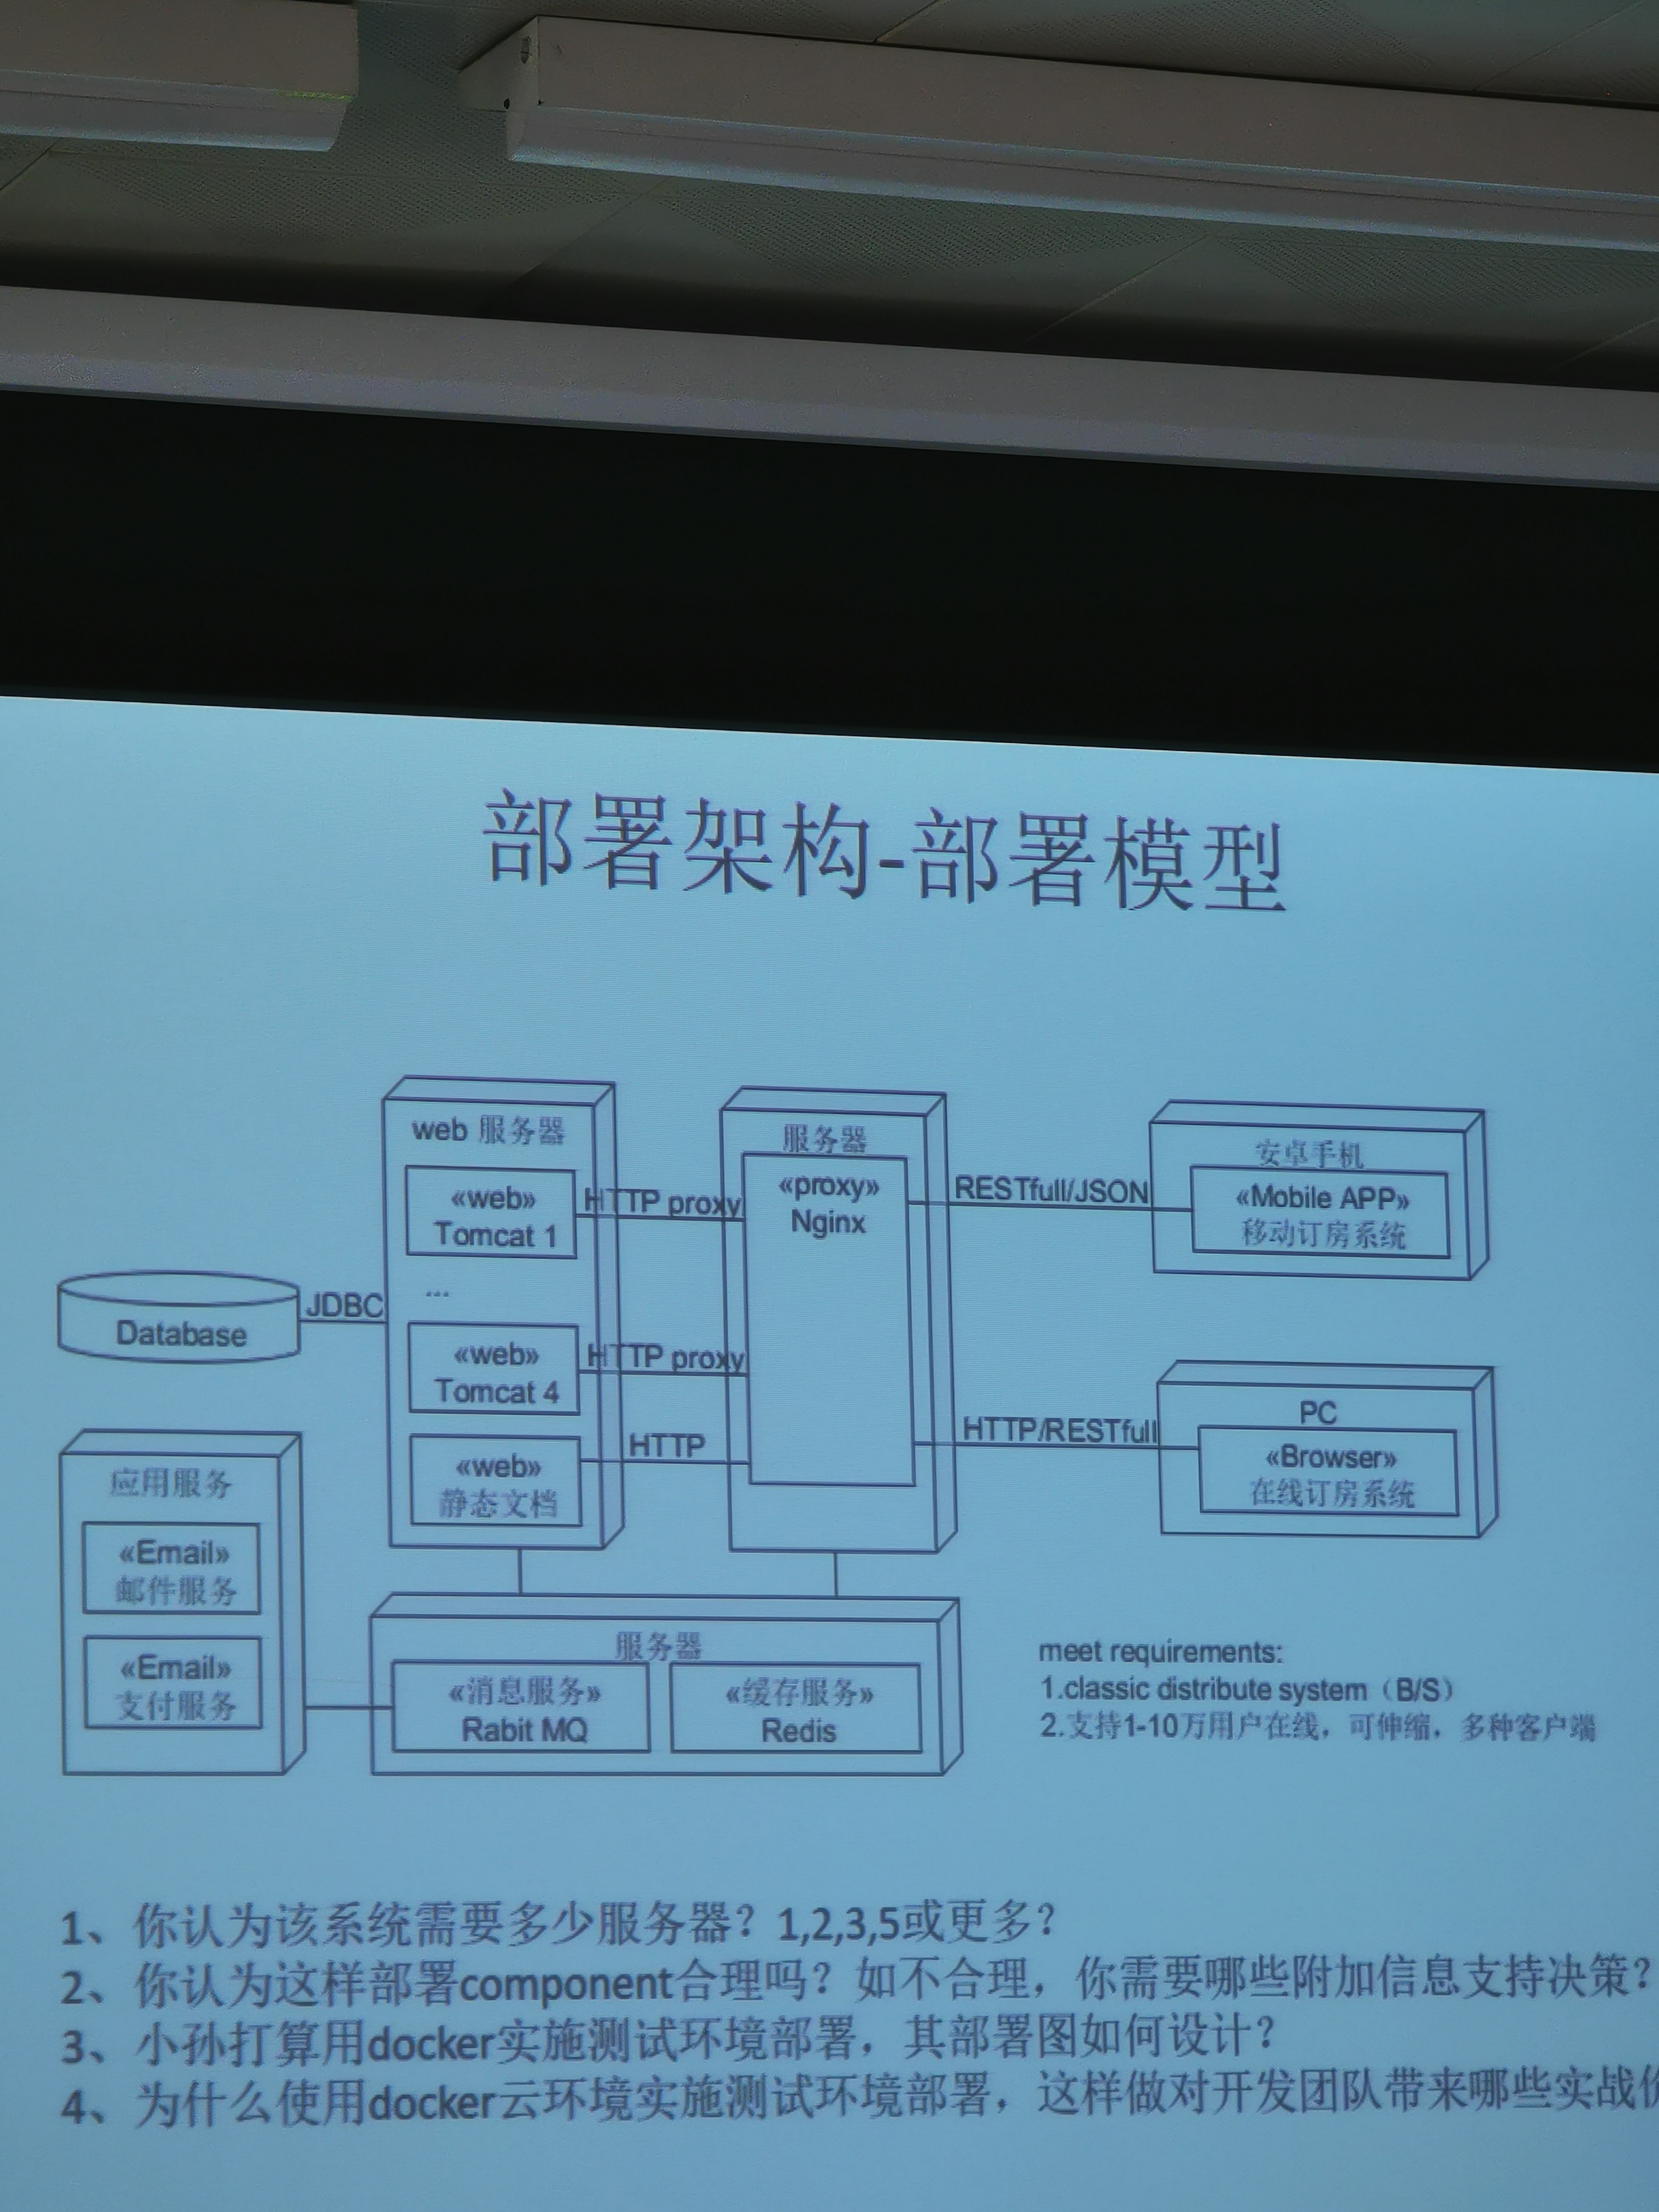 部署架构-部署模型
web 服务器
«web»
Tomcat 1
...
«web»
Tomcat 4
«web»
静态文档
HTTP proxy
HTTP proxy
HTTP
服务器
«proxy»
Nginx
RESTfull/JSON
安卓手机
«Mobile APP»
移动订房系统
HTTP/RESTfull
PC
«Browser»
在线订房系统
Database
JDBC
应用服务
«Email»
邮件服务
«Email»
支付服务
服务器
«消息服务»
Rabit MQ
«缓存服务»
Redis
meet requirements:
1.classic distribute system（B/S）
2.支持1-10万用户在线，可伸缩，多种客户端
1、你认为该系统需要多少服务器？1,2,3,5或更多？
2、你认为这样部署component合理吗？如不合理，你需要哪些附加信息支持决策？
3、小孙打算用docker实施测试环境部署，其部署图如何设计？
4、为什么使用docker云环境实施测试环境部署，这样做对开发团队带来哪些实战